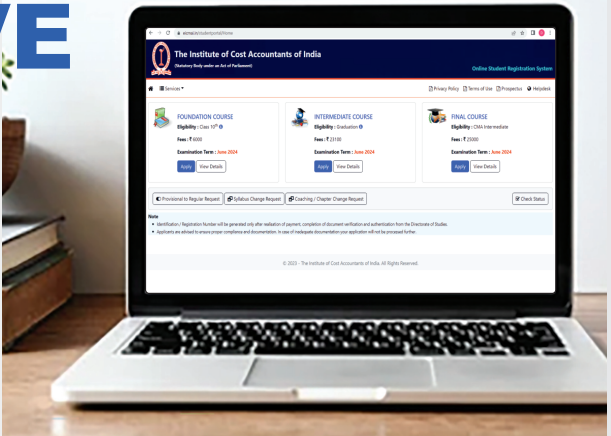 VE
eicmai.in/studentportal/Home
The Institute of Cost Accountants of India
(Statutory Body under an Act of Parliament)
Online Student Registration System
Services
Privacy Policy Terms of Use Prospectus Helpdesk
FOUNDATION COURSE
Eligibility : Class 10th
Fees : ₹ 6000
Examination Term : June 2024
Apply View Details
INTERMEDIATE COURSE
Eligibility : Graduation
Fees : ₹ 23100
Examination Term : June 2024
Apply View Details
FINAL COURSE
Eligibility : CMA Intermediate
Fees : ₹ 25000
Examination Term : June 2024
Apply View Details
Provisional to Regular Request Syllabus Change Request Coaching / Chapter Change Request Check Status
Note
Identification / Registration Number will be generated only after realisation of payment, completion of document verification and authentication from the Directorate of Studies.
Applicants are advised to ensure proper compliance and documentation. In case of inadequate documentation your application will not be processed further.
© 2023 - The Institute of Cost Accountants of India. All Rights Reserved.